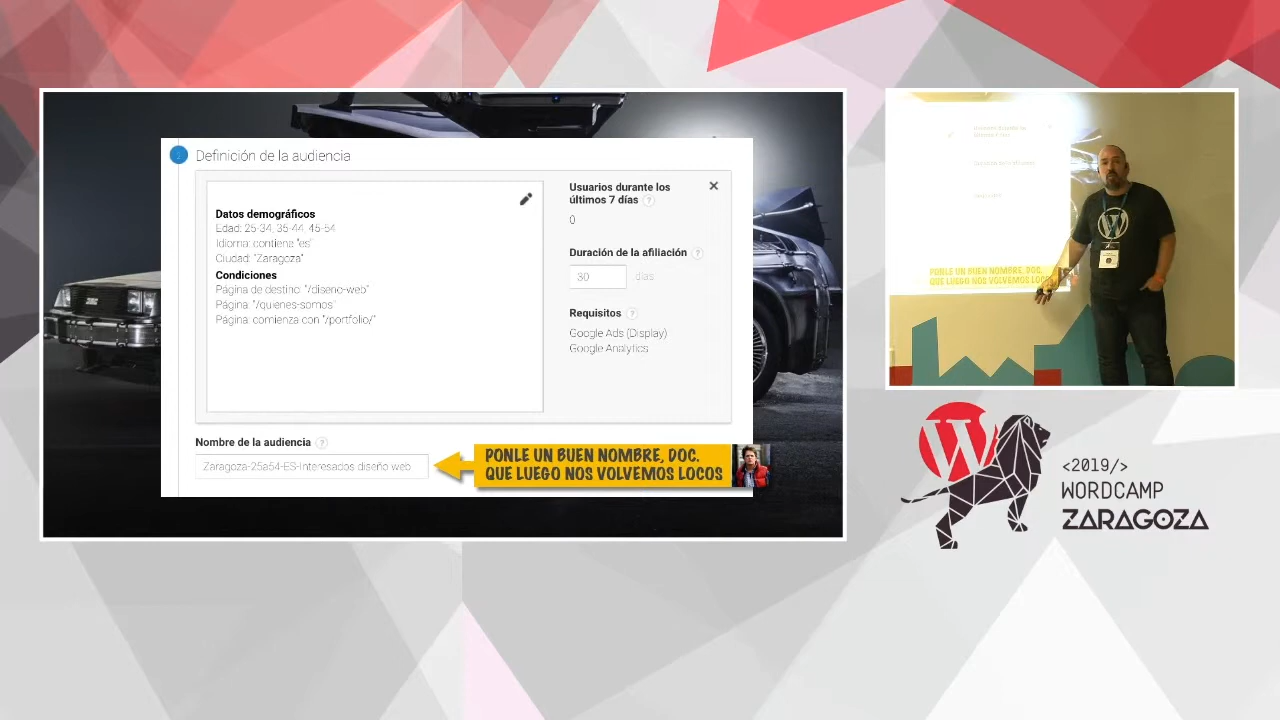 2 Definición de la audiencia
Datos demográficos
Edad: 25-34, 35-44, 45-54
Idioma: contiene "es"
Ciudad: "Zaragoza"
Condiciones
Página de destino: "/diseno-web"
Página: "/quienes-somos"
Página: comienza con "/portfolio/"
Usuarios durante los
últimos 7 días ?
0
Duración de la afiliación ?
30 días
Requisitos ?
Google Ads (Display)
Google Analytics
Nombre de la audiencia ?
Zaragoza-25a54-ES-Interesados diseño web
PONLE UN BUEN NOMBRE, DOC.
QUE LUEGO NOS VOLVEMOS LOCOS
PONLE UN BUEN NOMBRE, DOC.
QUE LUEGO NOS VOLVEMOS LOCOS
<2019/>
WORDCAMP
ZARAGOZA